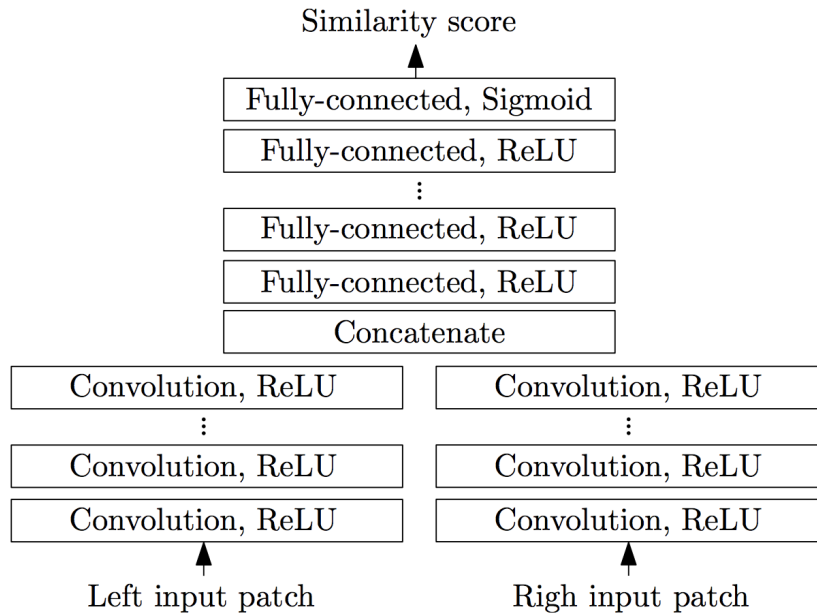 Similarity score
Fully-connected, Sigmoid
Fully-connected, ReLU
⋮
Fully-connected, ReLU
Fully-connected, ReLU
Concatenate
Convolution, ReLU
Convolution, ReLU
⋮
⋮
Convolution, ReLU
Convolution, ReLU
Convolution, ReLU
Convolution, ReLU
Left input patch
Righ input patch